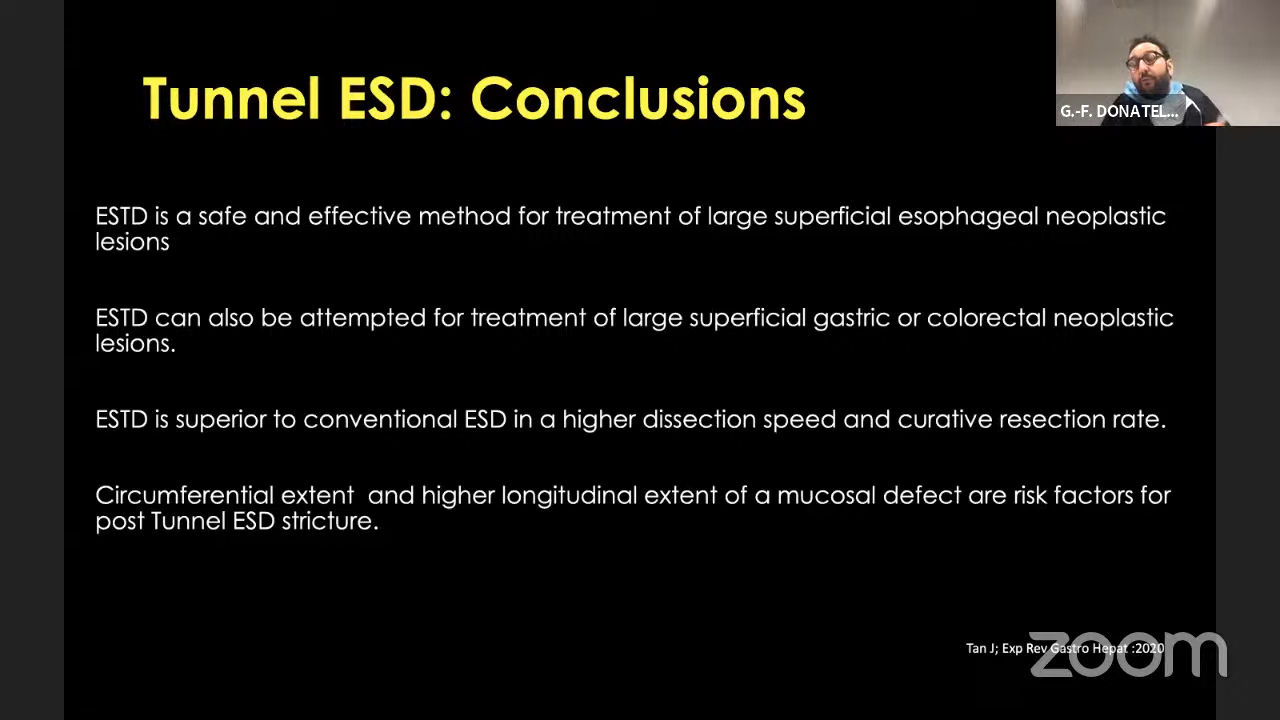 Tunnel ESD: Conclusions
G.-F. DONATEL...
ESTD is a safe and effective method for treatment of large superficial esophageal neoplastic
lesions
ESTD can also be attempted for treatment of large superficial gastric or colorectal neoplastic
lesions.
ESTD is superior to conventional ESD in a higher dissection speed and curative resection rate.
Circumferential extent  and higher longitudinal extent of a mucosal defect are risk factors for
post Tunnel ESD stricture.
Tan J; Exp Rev Gastro Hepat :2020
zoom